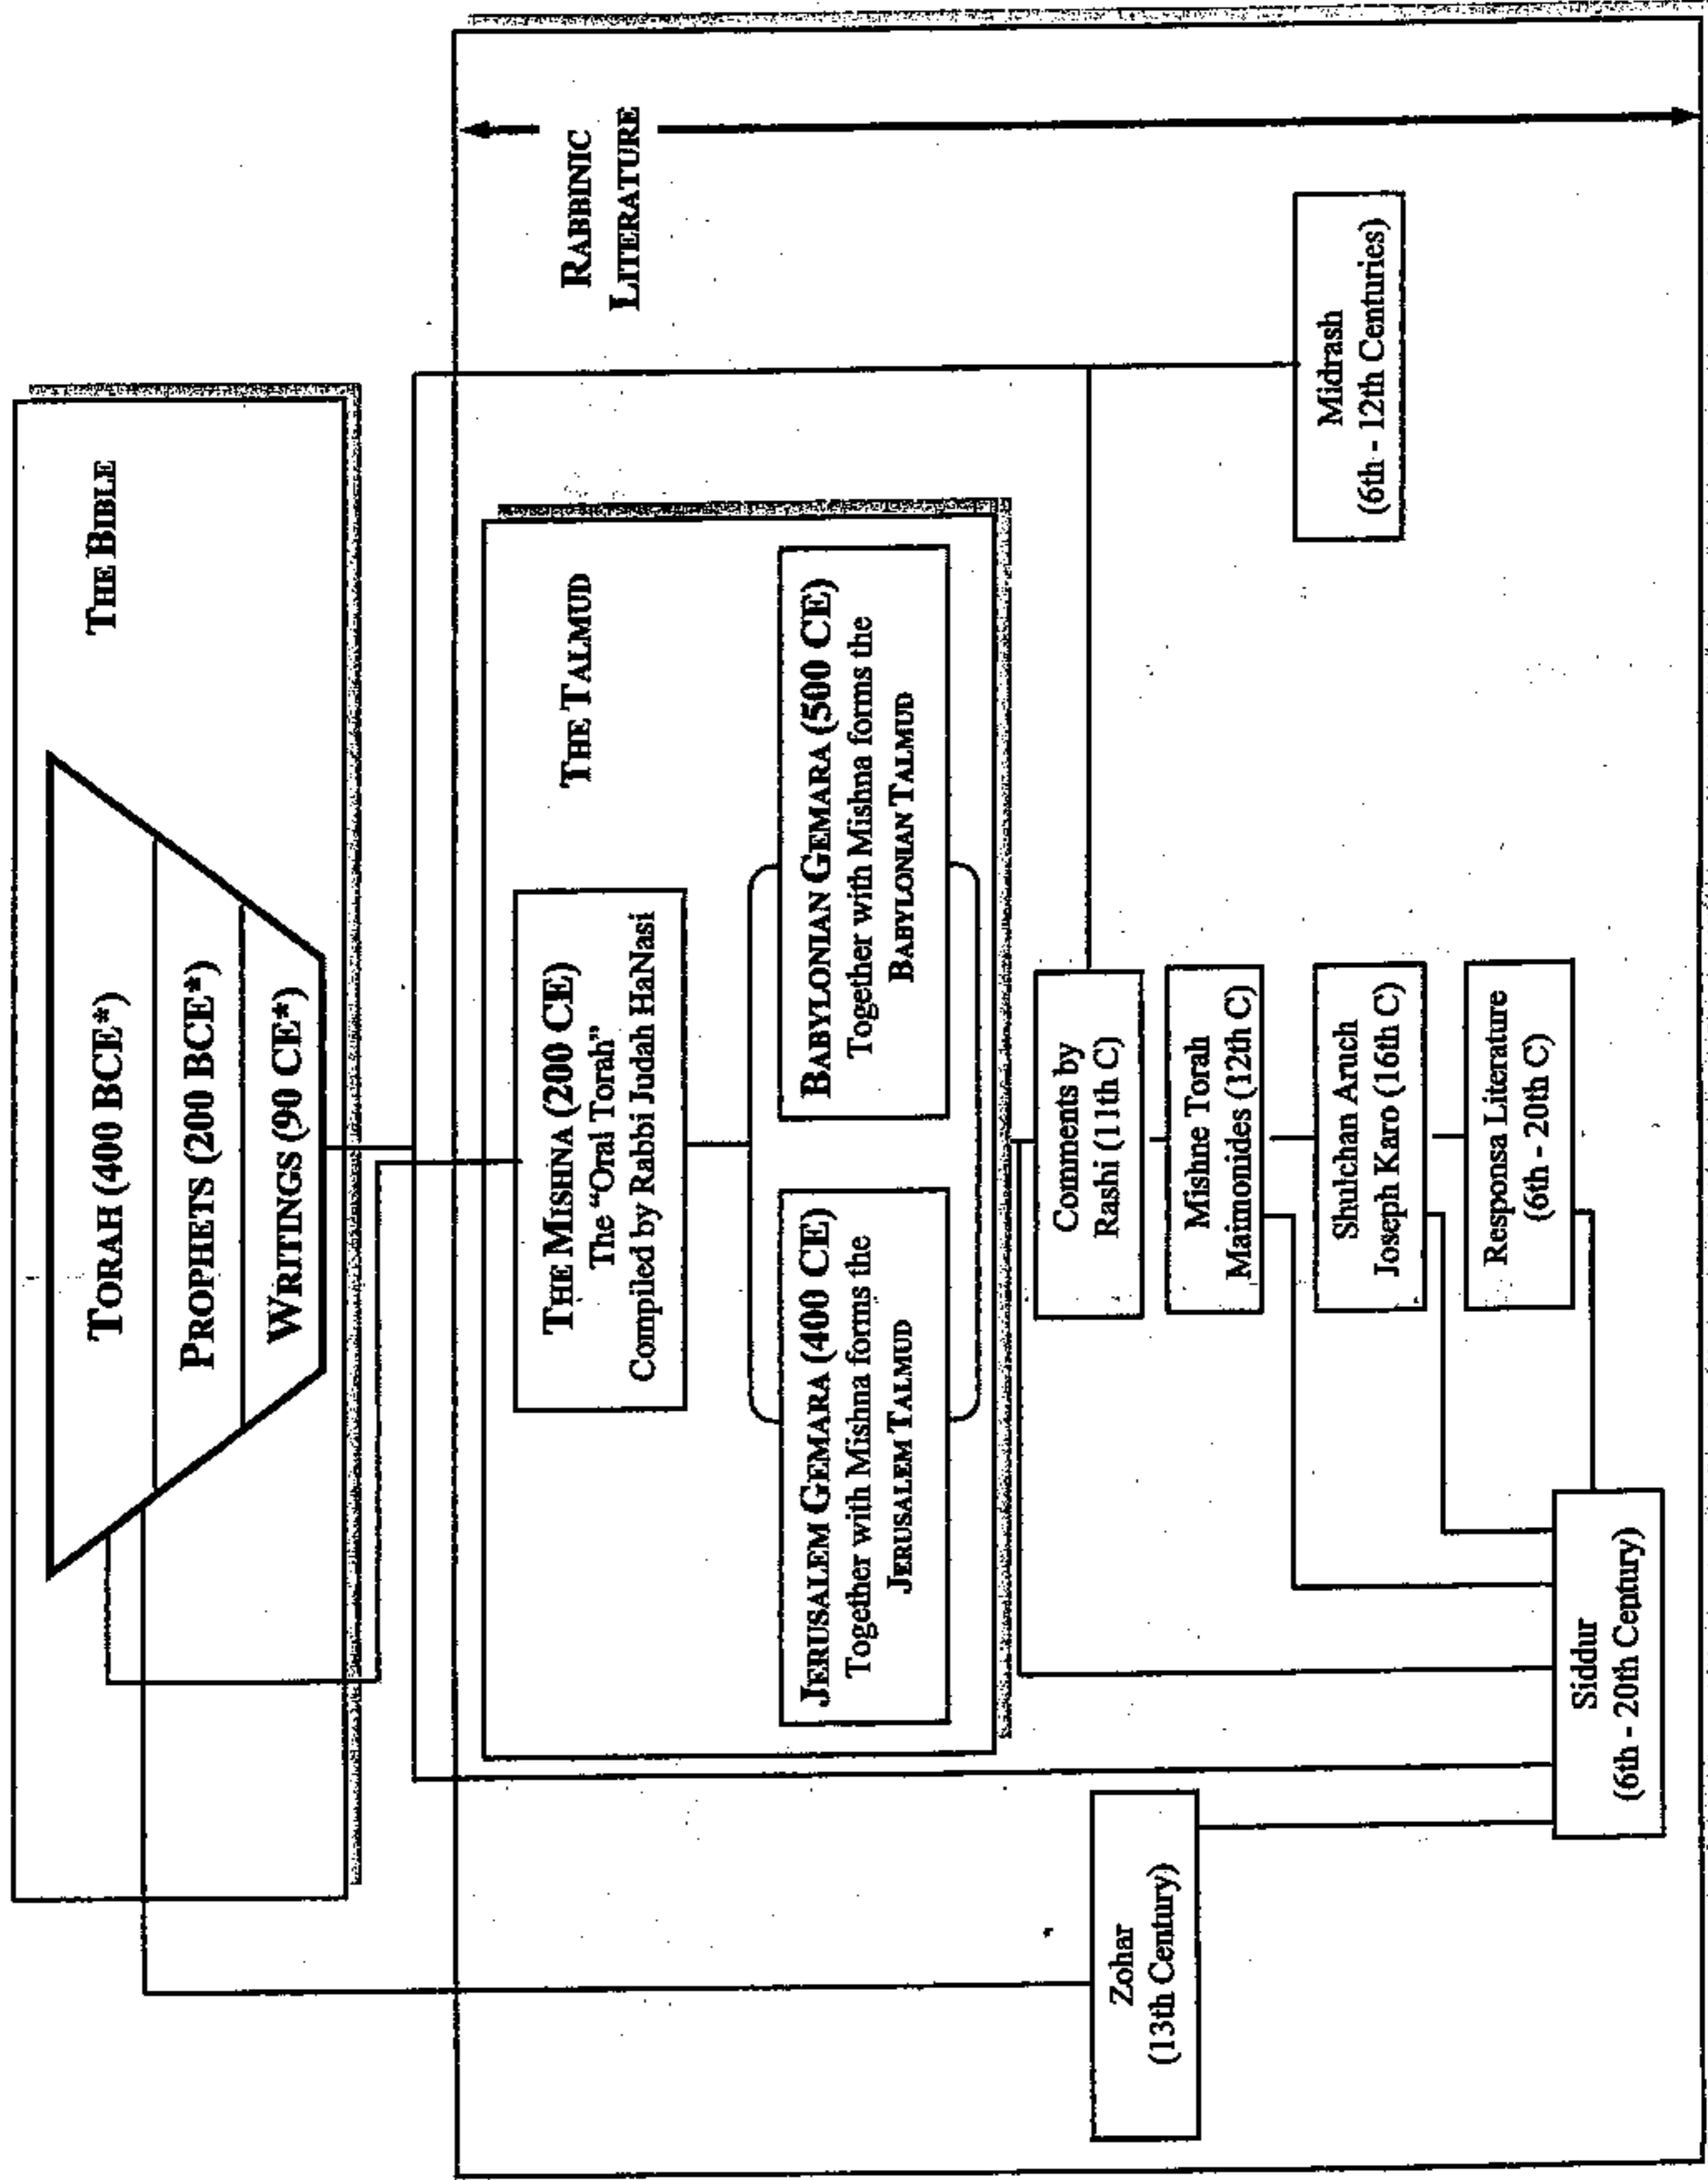 THE BIBLE
TORAH (400 BCE*)
PROPHETS (200 BCE*)
WRITINGS (90 CE*)
RABBINIC
LITERATURE
THE TALMUD
THE MISHNA (200 CE)
The "Oral Torah"
Compiled by Rabbi Judah HaNasi
JERUSALEM GEMARA (400 CE)
Together with Mishna forms the
JERUSALEM TALMUD
BABYLONIAN GEMARA (500 CE)
Together with Mishna forms the
BABYLONIAN TALMUD
Comments by
Rashi (11th C)
Zohar
(13th Century)
Mishne Torah
Maimonides (12th C)
Midrash
(6th - 12th Centuries)
Shulchan Aruch
Joseph Karo (16th C)
Responsa Literature
(6th - 20th C)
Siddur
(6th - 20th Century)